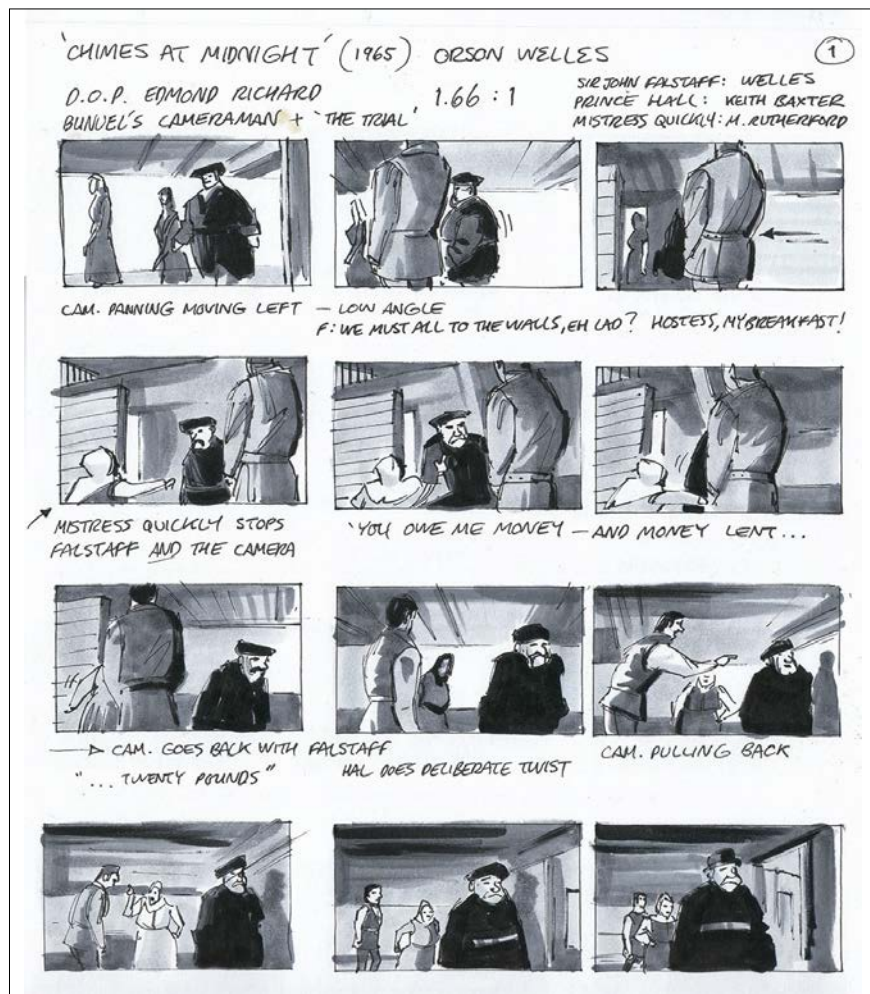 'CHIMES AT MIDNIGHT' (1965) ORSON WELLES
1
D.O.P. EDMOND RICHARD 1.66 : 1
BUNUEL'S CAMERAMAN + 'THE TRIAL'
SIR JOHN FALSTAFF: WELLES
PRINCE HALL: KEITH BAXTER
MISTRESS QUICKLY: M. RUTHERFORD
CAM. PANNING MOVING LEFT — LOW ANGLE
F: WE MUST ALL TO THE WALLS, EH LAD? HOSTESS, MY BREAKFAST!
MISTRESS QUICKLY STOPS
FALSTAFF AND THE CAMERA
'YOU OWE ME MONEY — AND MONEY LENT...
CAM. GOES BACK WITH FALSTAFF
"... TWENTY POUNDS"
HAL DOES DELIBERATE TWIST
CAM. PULLING BACK